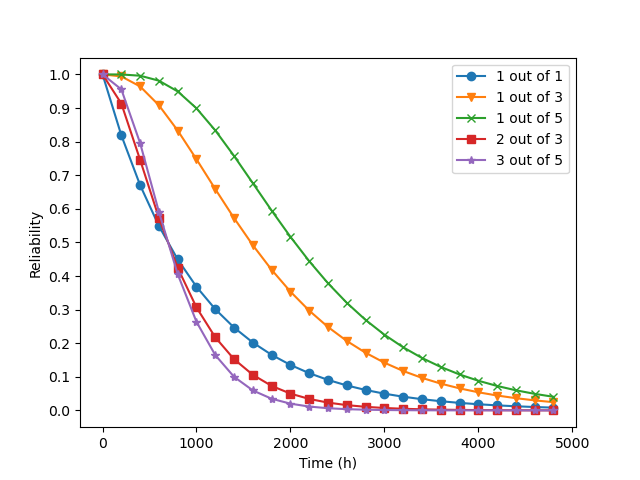 1.0
0.9
0.8
0.7
0.6
0.5
0.4
0.3
0.2
0.1
0.0
Reliability
0 1000 2000 3000 4000 5000
Time (h)
1 out of 1
1 out of 3
1 out of 5
2 out of 3
3 out of 5